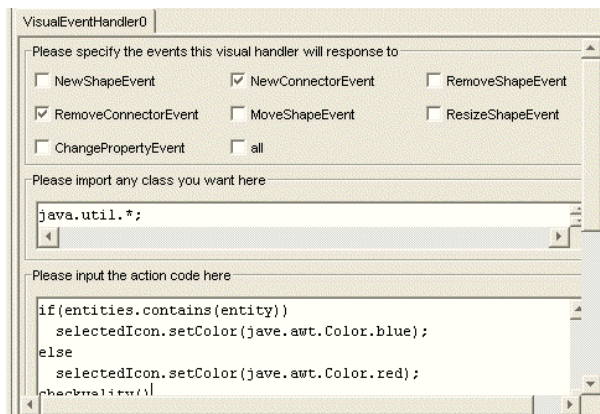 VisualEventHandler0
Please specify the events this visual handler will response to
NewShapeEvent NewConnectorEvent RemoveShapeEvent
RemoveConnectorEvent MoveShapeEvent ResizeShapeEvent
ChangePropertyEvent all
Please import any class you want here
java.util.*;
Please input the action code here
if(entities.contains(entity))
selectedIcon.setColor(jave.awt.Color.blue);
else
selectedIcon.setColor(jave.awt.Color.red);